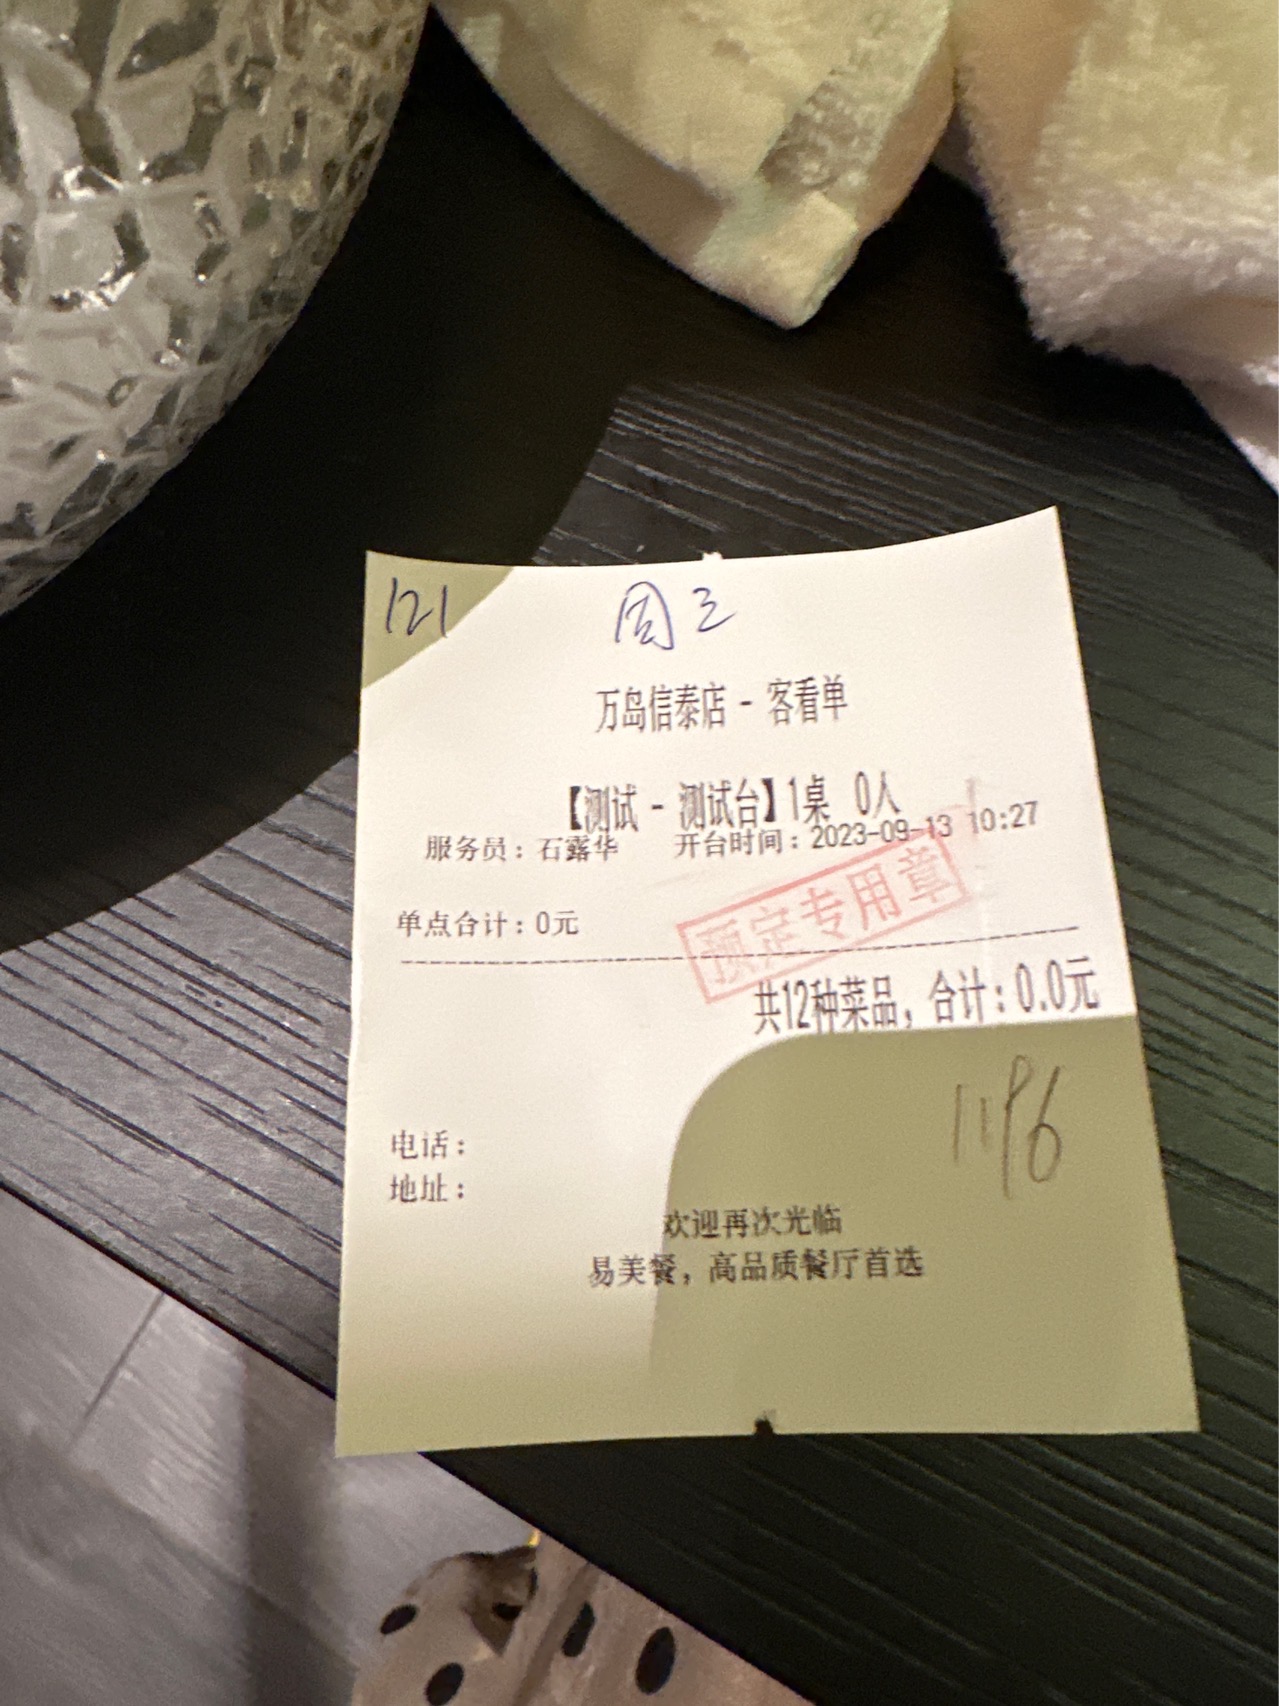 121 周三
万岛信泰店 - 客看单
【测试 - 测试台】1桌 0人
服务员：石露华 开台时间：2023-09-13 10:27
预定专用章
单点合计：0元
共12种菜品，合计：0.0元
1196
电话：
地址：
欢迎再次光临
易美餐，高品质餐厅首选